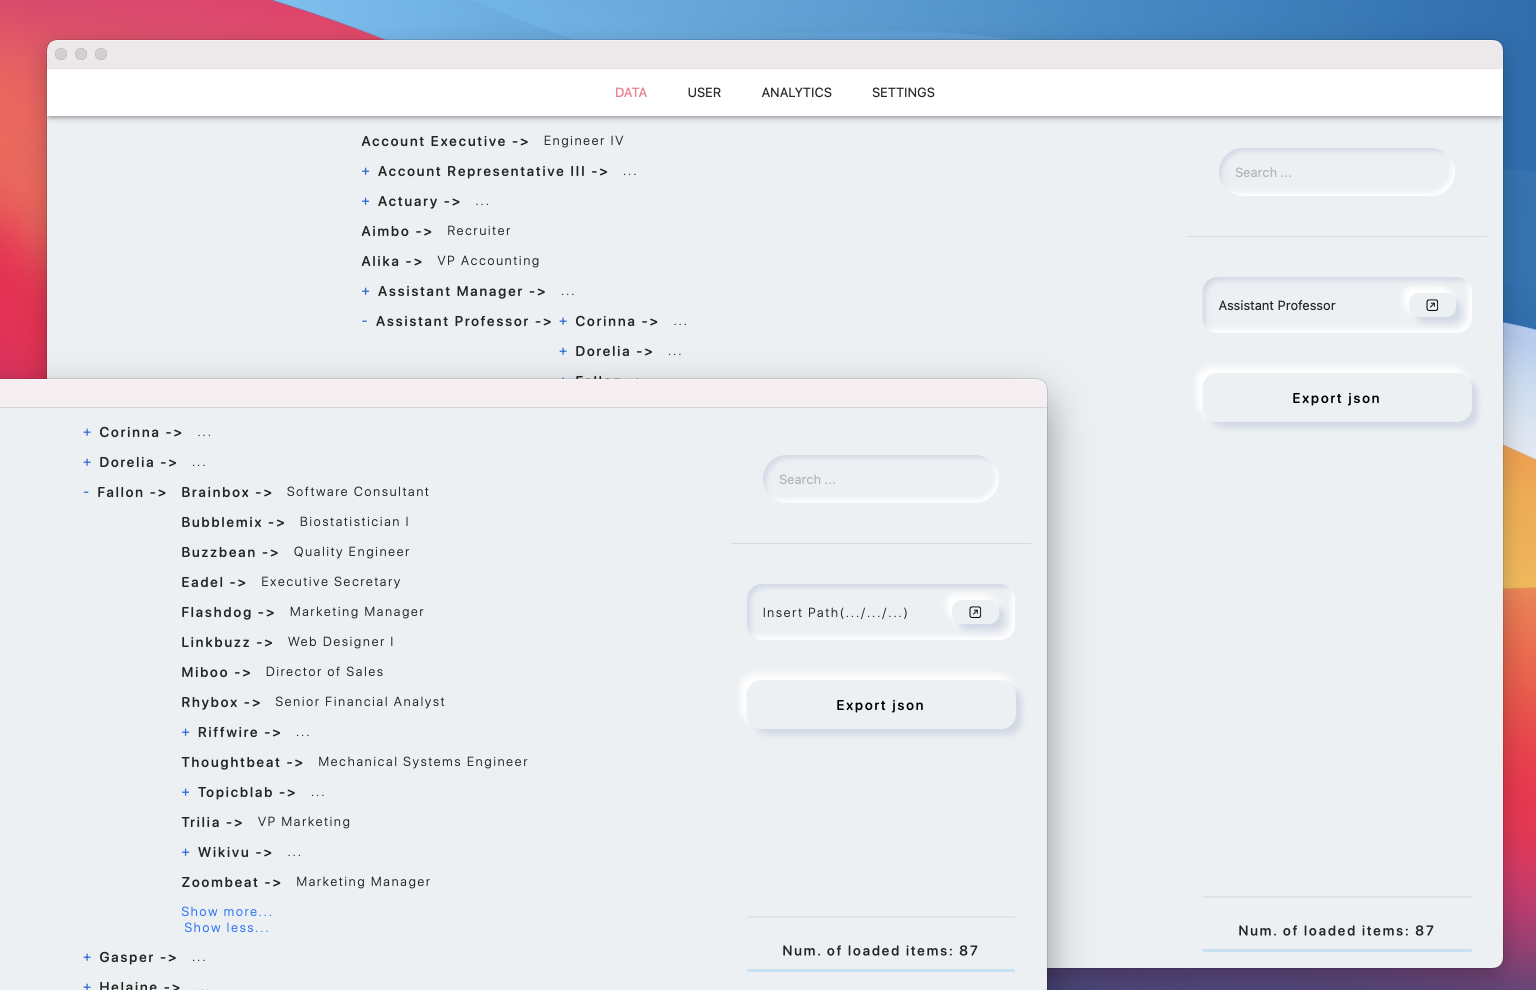 DATA USER ANALYTICS SETTINGS
Account Executive -> Engineer IV
+ Account Representative III -> ...
+ Actuary -> ...
Aimbo -> Recruiter
Alika -> VP Accounting
+ Assistant Manager -> ...
- Assistant Professor -> + Corinna -> ...
+ Dorelia -> ...
Search ...
Assistant Professor
Export json
Num. of loaded items: 87
+ Corinna -> ...
+ Dorelia -> ...
- Fallon -> Brainbox -> Software Consultant
Bubblemix -> Biostatistician I
Buzzbean -> Quality Engineer
Eadel -> Executive Secretary
Flashdog -> Marketing Manager
Linkbuzz -> Web Designer I
Miboo -> Director of Sales
Rhybox -> Senior Financial Analyst
+ Riffwire -> ...
Thoughtbeat -> Mechanical Systems Engineer
+ Topicblab -> ...
Trilia -> VP Marketing
+ Wikivu -> ...
Zoombeat -> Marketing Manager
Show more...
Show less...
+ Gasper -> ...
+ Helaine -> ...
Search ...
Insert Path(.../.../...)
Export json
Num. of loaded items: 87